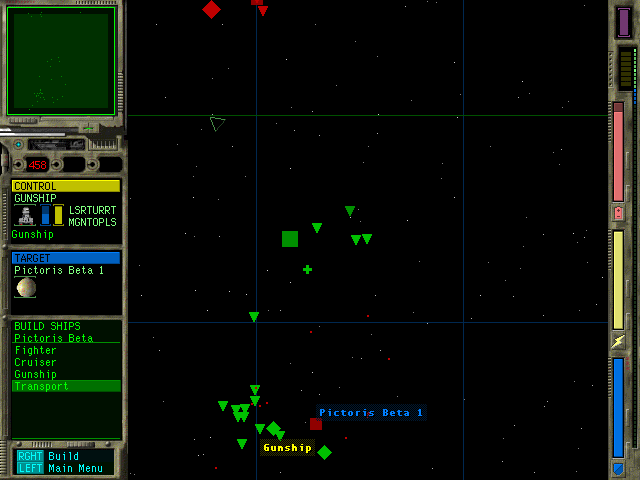 458
CONTROL
GUNSHIP
LSRTURRT
MGNTOPLS
Gunship
TARGET
Pictoris Beta 1
BUILD SHIPS
Pictoris Beta
Fighter
Cruiser
Gunship
Transport
RGHT Build
LEFT Main Menu
Pictoris Beta 1
Gunship